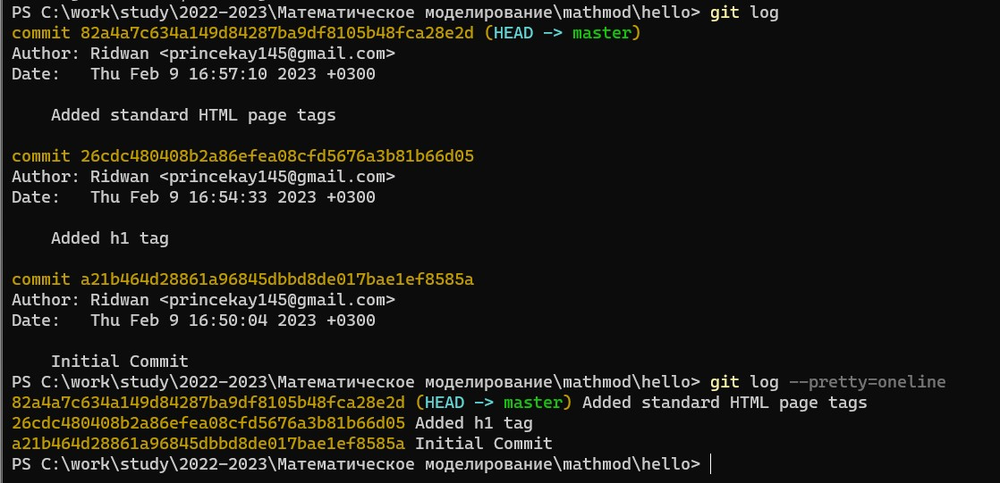 PS C:\work\study\2022-2023\Математическое моделирование\mathmod\hello> git log
commit 82a4a7c634a149d84287ba9df8105b48fca28e2d (HEAD -> master)
Author: Ridwan <princekay145@gmail.com>
Date:   Thu Feb 9 16:57:10 2023 +0300
    Added standard HTML page tags
commit 26cdc480408b2a86efea08cfd5676a3b81b66d05
Author: Ridwan <princekay145@gmail.com>
Date:   Thu Feb 9 16:54:33 2023 +0300
    Added h1 tag
commit a21b464d28861a96845dbbd8de017bae1ef8585a
Author: Ridwan <princekay145@gmail.com>
Date:   Thu Feb 9 16:50:04 2023 +0300
    Initial Commit
PS C:\work\study\2022-2023\Математическое моделирование\mathmod\hello> git log --pretty=oneline
82a4a7c634a149d84287ba9df8105b48fca28e2d (HEAD -> master) Added standard HTML page tags
26cdc480408b2a86efea08cfd5676a3b81b66d05 Added h1 tag
a21b464d28861a96845dbbd8de017bae1ef8585a Initial Commit
PS C:\work\study\2022-2023\Математическое моделирование\mathmod\hello>